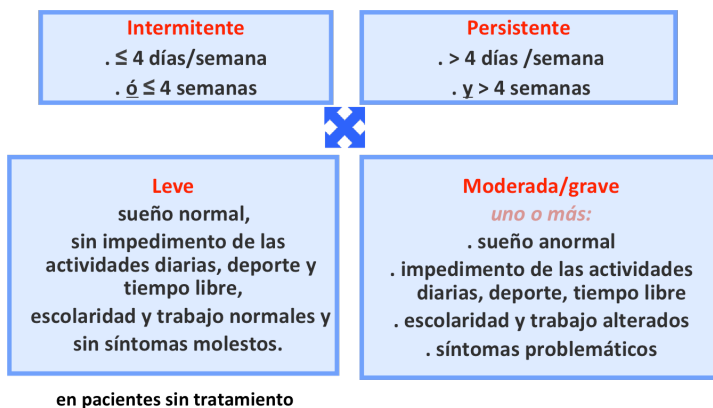 Intermitente
. ≤ 4 días/semana
. ó ≤ 4 semanas
Persistente
. > 4 días /semana
. y > 4 semanas
Leve
sueño normal,
sin impedimento de las
actividades diarias, deporte y
tiempo libre,
escolaridad y trabajo normales y
sin síntomas molestos.
Moderada/grave
uno o más:
. sueño anormal
. impedimento de las actividades
diarias, deporte, tiempo libre
. escolaridad y trabajo alterados
. síntomas problemáticos
en pacientes sin tratamiento